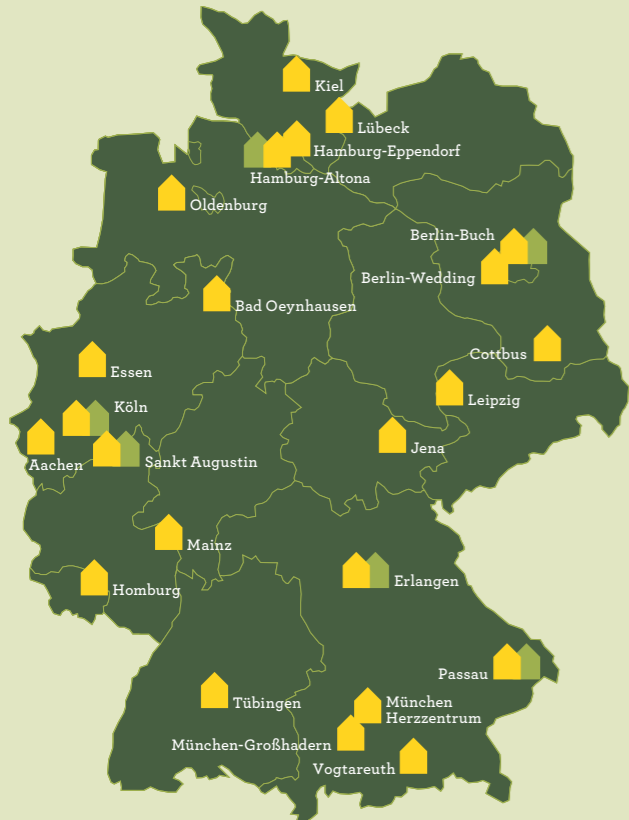 Kiel
Lübeck
Hamburg-Eppendorf
Hamburg-Altona
Oldenburg
Berlin-Buch
Berlin-Wedding
Bad Oeynhausen
Cottbus
Essen
Leipzig
Köln
Jena
Aachen
Sankt Augustin
Mainz
Erlangen
Homburg
Passau
Tübingen
München
Herzzentrum
München-Großhadern
Vogtareuth